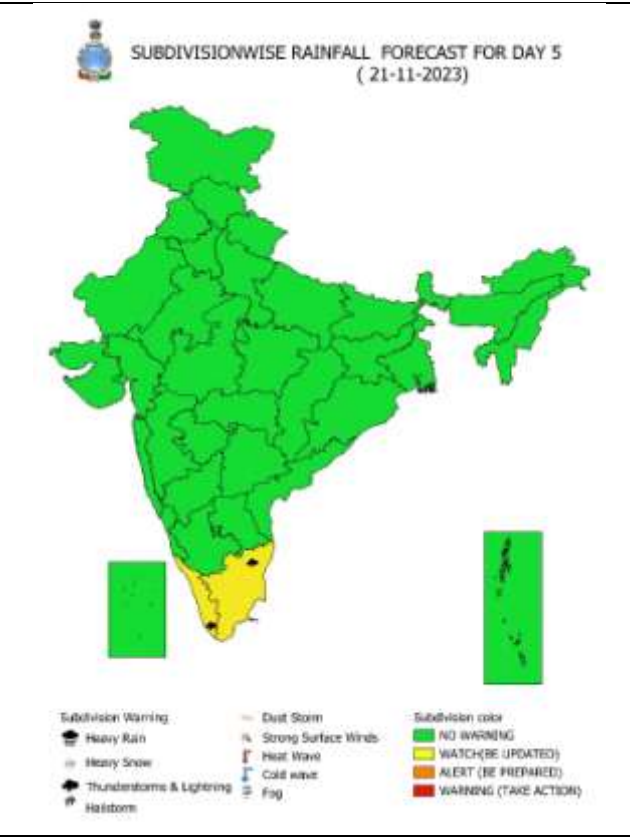 SUBDIVISIONWISE RAINFALL FORECAST FOR DAY 5
( 21-11-2023)
Subdivision Warning
Heavy Rain
Heavy Snow
Thunderstorms & Lightning
Hailstorm
Dust Storm
Strong Surface Winds
Heat Wave
Cold wave
Fog
Subdivision color
NO WARNING
WATCH(BE UPDATED)
ALERT (BE PREPARED)
WARNING (TAKE ACTION)